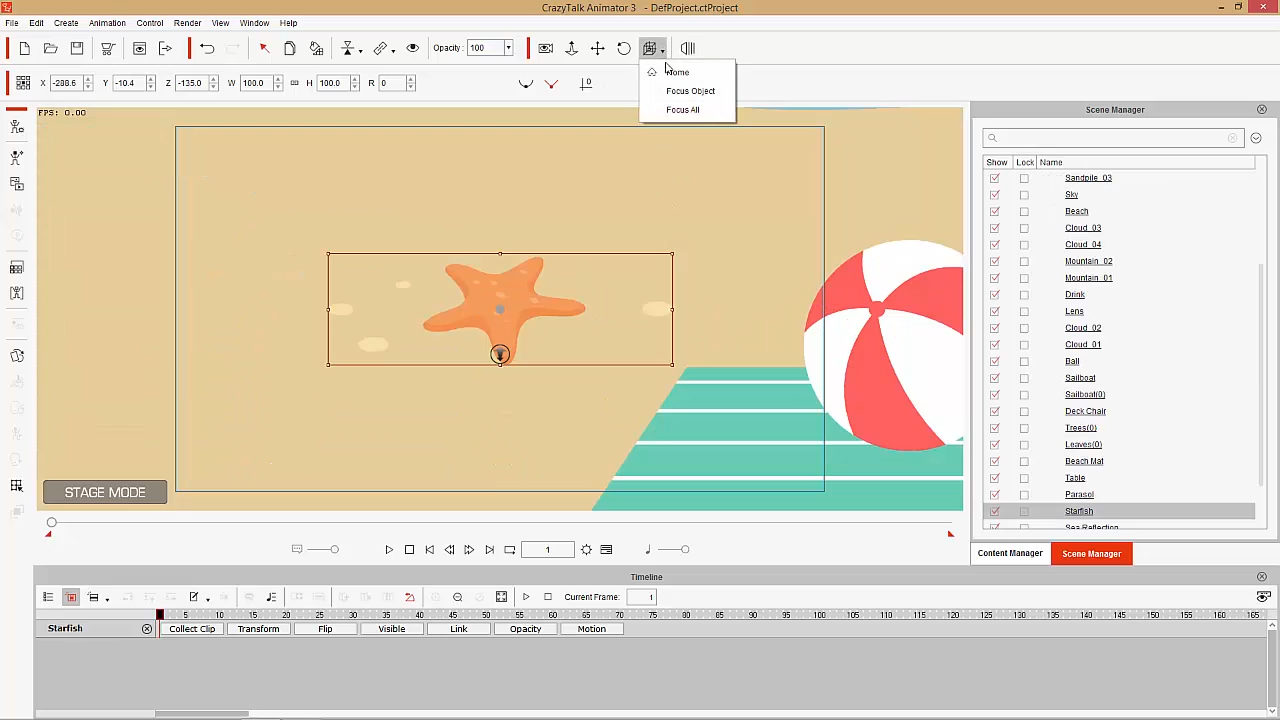 CrazyTalk Animator 3 - DefProject.ctProject
File Edit Create Animation Control Render View Window Help
Opacity : 100
X -288.6 Y -10.4 Z -135.0 W 100.0 H 100.0 R 0
Home
Focus Object
Focus All
FPS: 0.00
STAGE MODE
Scene Manager
Show Lock Name
Sandpile_03
Sky
Beach
Cloud_03
Cloud_04
Mountain_02
Mountain_01
Drink
Lens
Cloud_02
Cloud_01
Ball
Sailboat
Sailboat(0)
Deck Chair
Trees(0)
Leaves(0)
Beach Mat
Table
Parasol
Starfish
Sea Reflection
1
Content Manager Scene Manager
Timeline
Current Frame: 1
5 10 15 20 25 30 35 40 45 50 55 60 65 70 75 80 85 90 95 100 105 110 115 120 125 130 135 140 145 150 155 160 165
Starfish Collect Clip Transform Flip Visible Link Opacity Motion